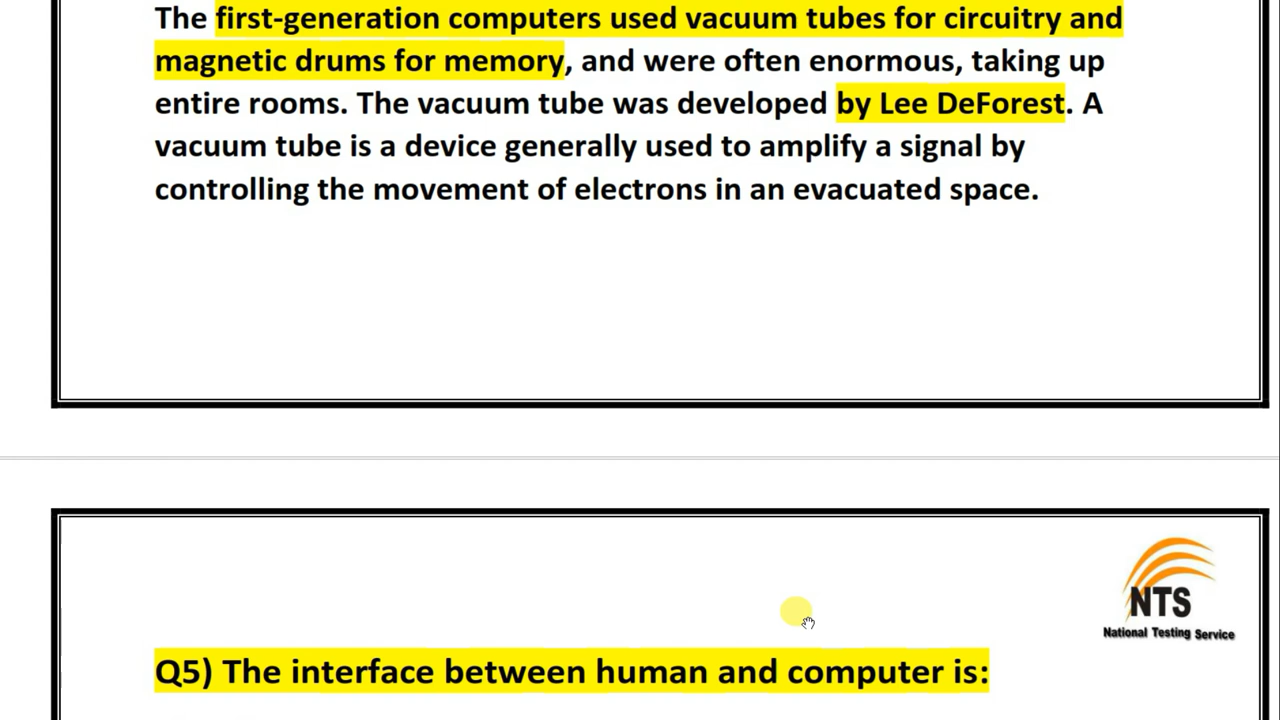 The first-generation computers used vacuum tubes for circuitry and
magnetic drums for memory, and were often enormous, taking up
entire rooms. The vacuum tube was developed by Lee DeForest. A
vacuum tube is a device generally used to amplify a signal by
controlling the movement of electrons in an evacuated space.
NTS
National Testing Service
Q5) The interface between human and computer is: